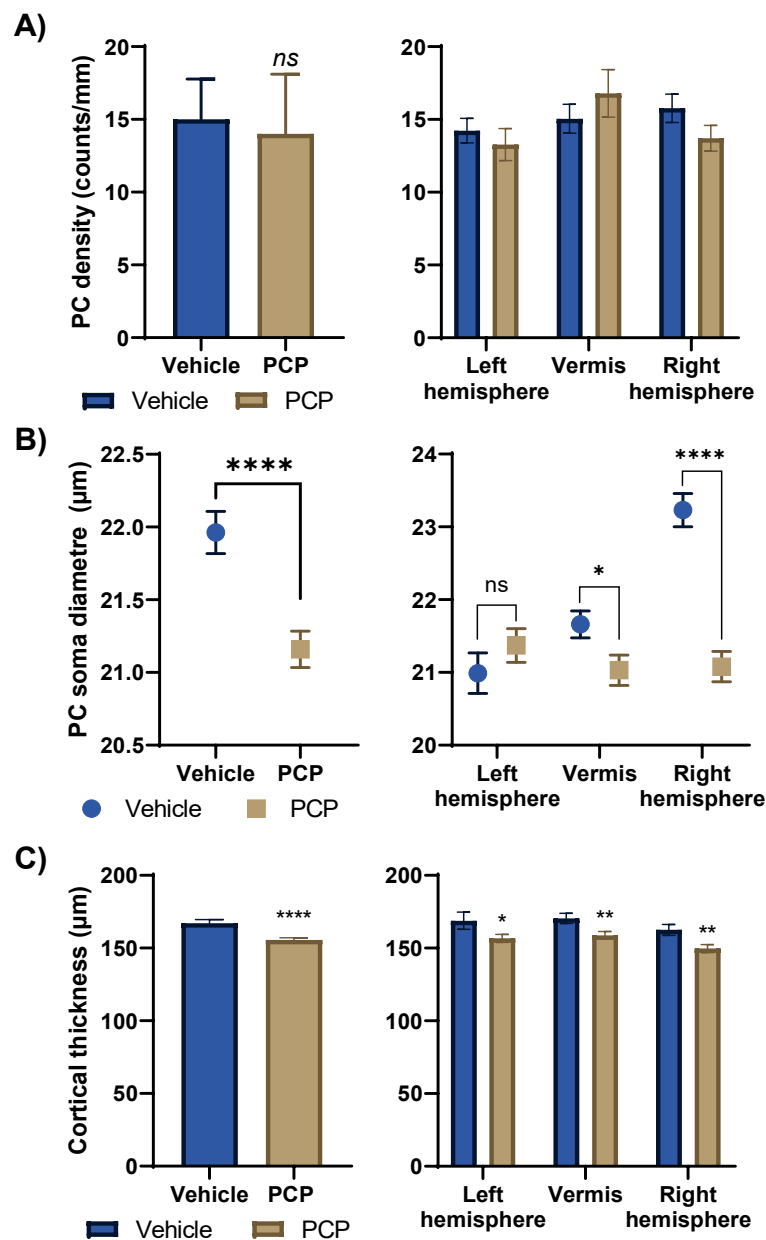 A)
PC density (counts/mm)
20
15
10
5
0
ns
Vehicle PCP
Vehicle PCP
20
15
10
5
0
Left hemisphere
Vermis
Right hemisphere
B)
PC soma diametre (μm)
22.5
22.0
21.5
21.0
20.5
****
Vehicle PCP
Vehicle PCP
24
23
22
21
20
ns
*
****
Left hemisphere
Vermis
Right hemisphere
C)
Cortical thickness (μm)
200
150
100
50
0
****
Vehicle PCP
Vehicle PCP
200
150
100
50
0
*
**
**
Left hemisphere
Vermis
Right hemisphere